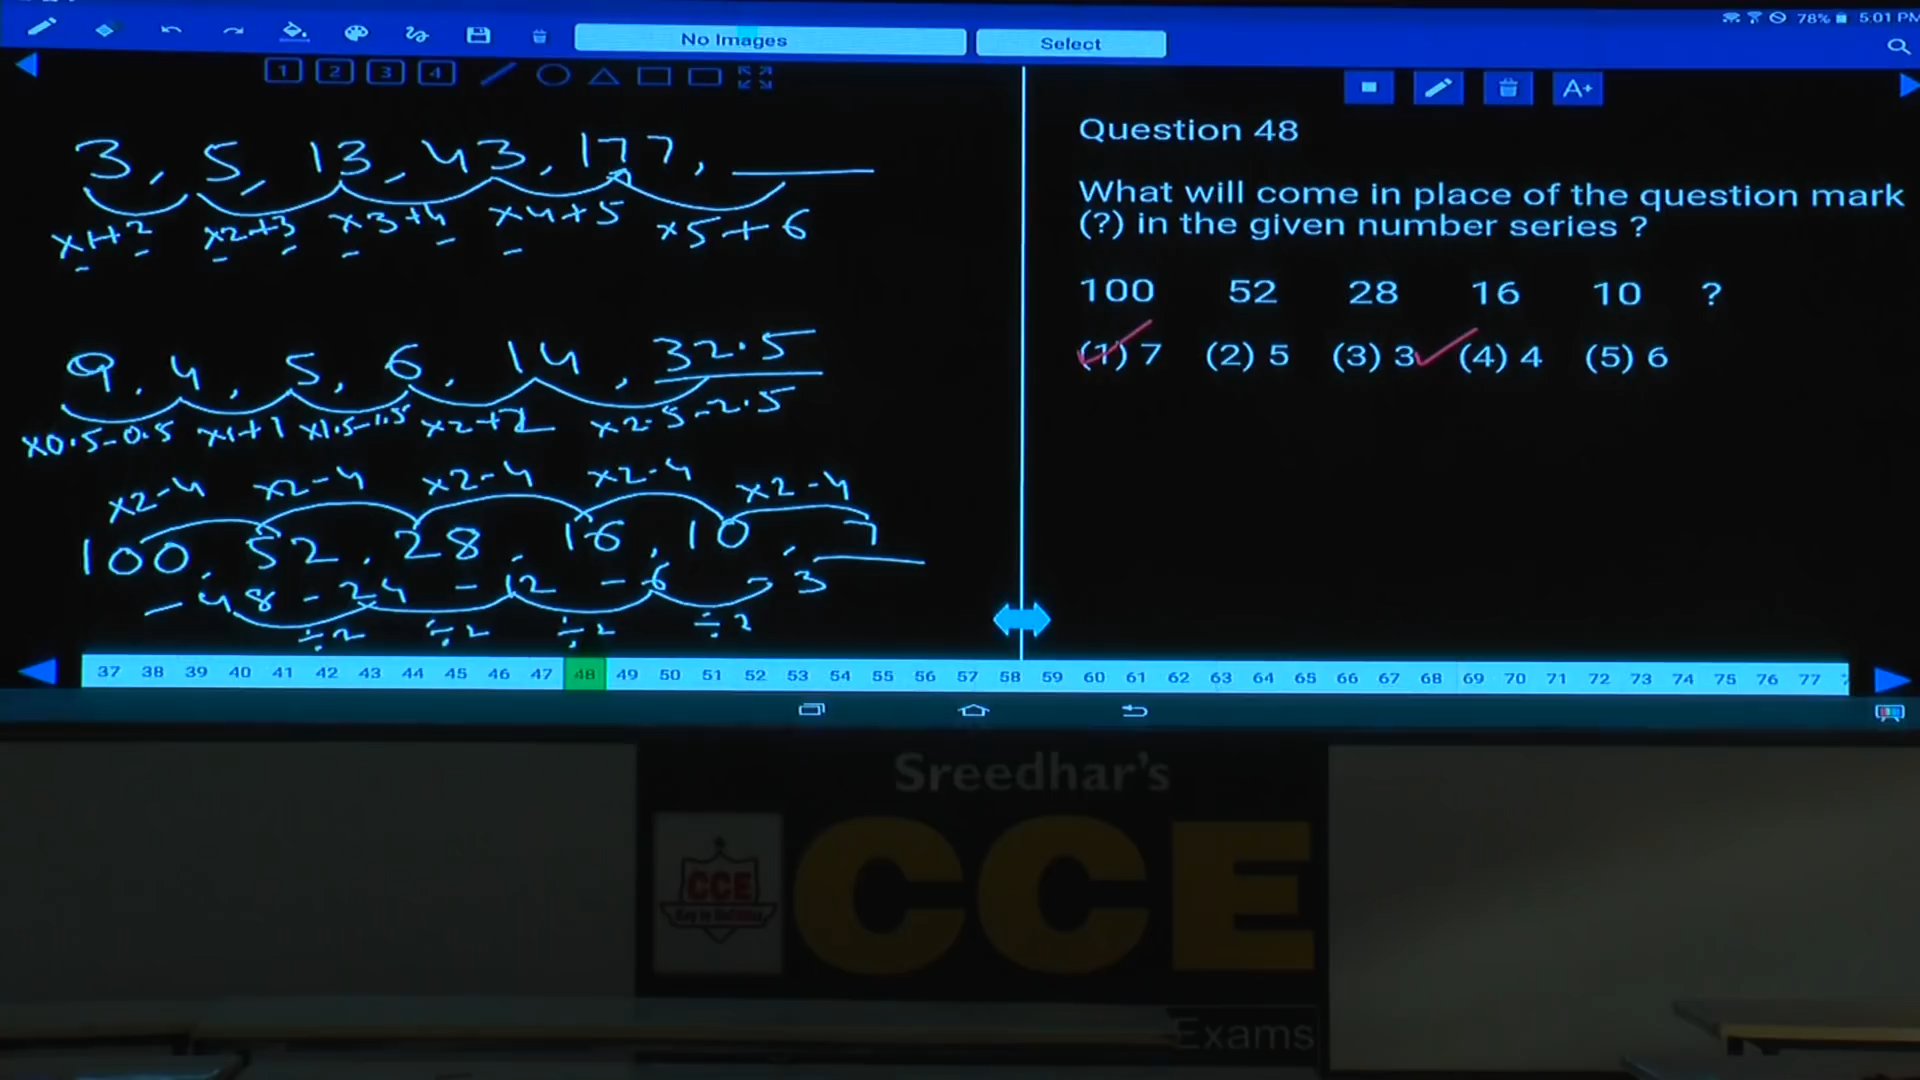 78% 5:01 PM
No Images Select
1 2 3 4
A+
3, 5, 13, 43, 177, ____
×1+2 ×2+3 ×3+4 ×4+5 ×5+6
9, 4, 5, 6, 14, 32.5
×0.5-0.5 ×1+1 ×1.5-1.5 ×2+2 ×2.5-2.5
×2-4 ×2-4 ×2-4 ×2-4 ×2-4
100, 52, 28, 16, 10, 7
-48 -24 -12 -6 -3
÷2 ÷2 ÷2 ÷2
Question 48
What will come in place of the question mark
(?) in the given number series ?
100 52 28 16 10 ?
(1) 7 (2) 5 (3) 3 (4) 4 (5) 6
37 38 39 40 41 42 43 44 45 46 47 48 49 50 51 52 53 54 55 56 57 58 59 60 61 62 63 64 65 66 67 68 69 70 71 72 73 74 75 76 77
Sreedhar's
CCE
CCE
Exams